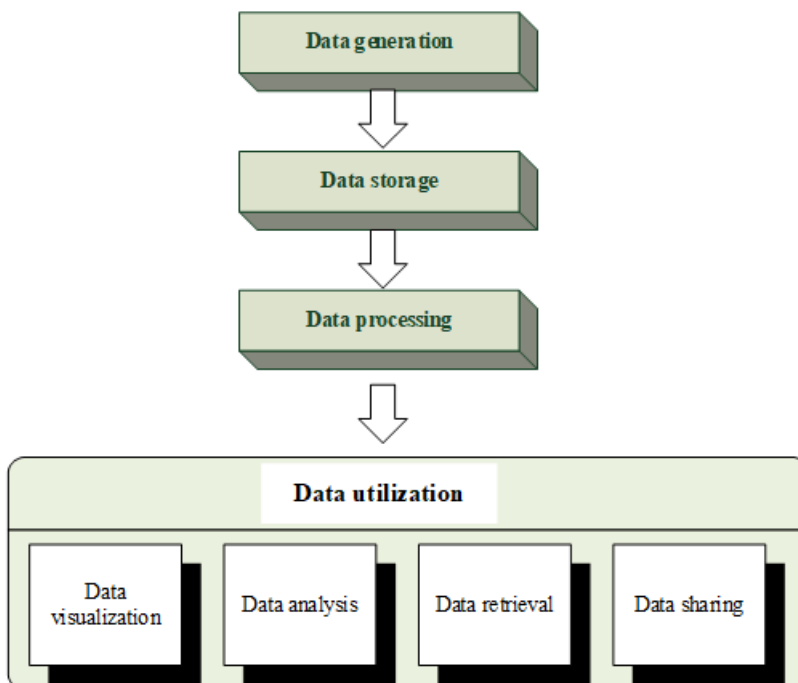 Data generation
Data storage
Data processing
Data utilization
Data
visualization
Data analysis
Data retrieval
Data sharing